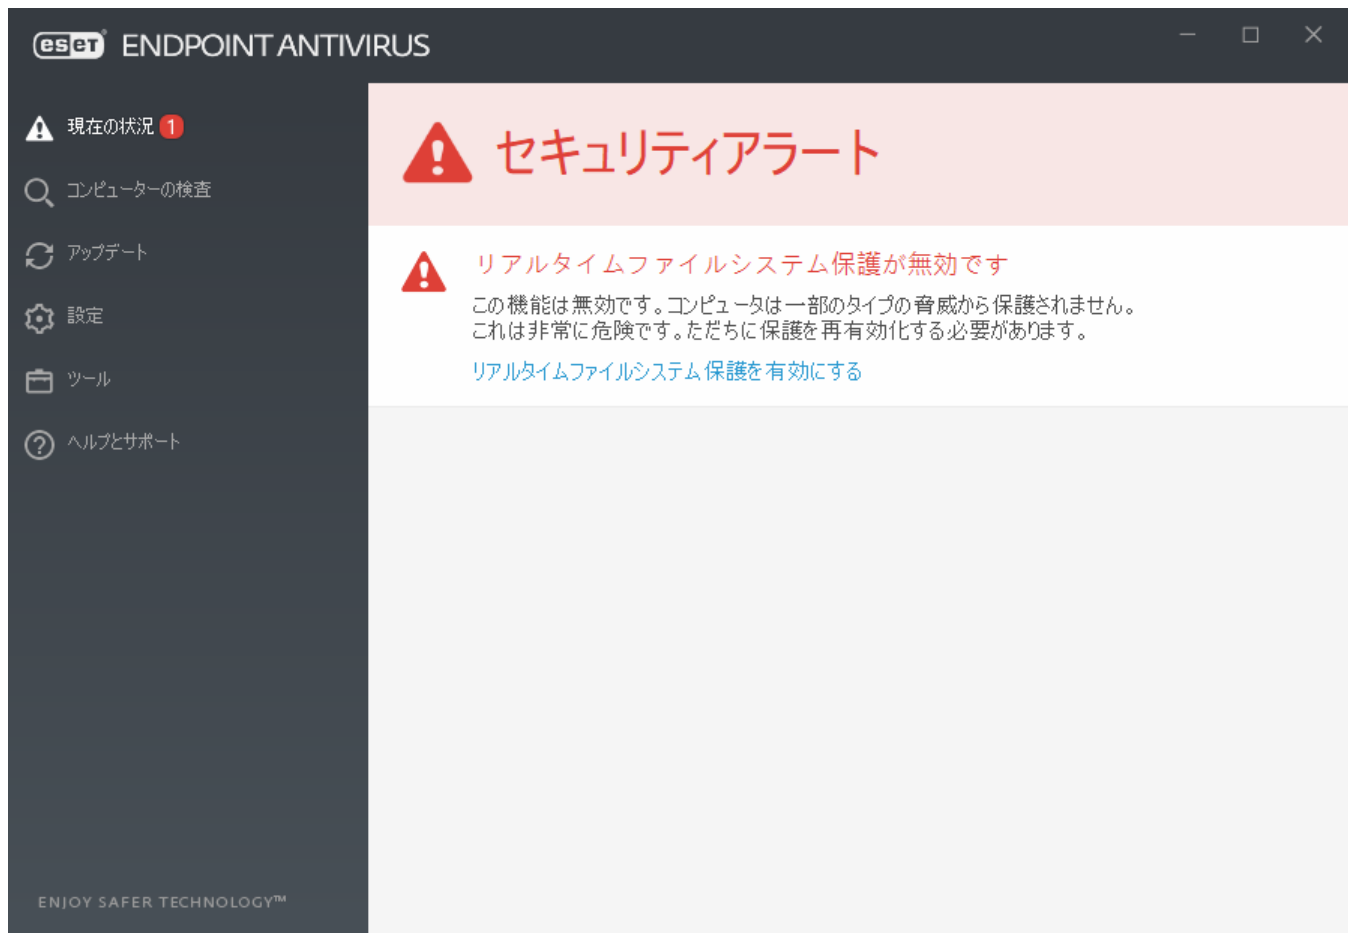 eset ENDPOINT ANTIVIRUS
現在の状況 1
コンピューターの検査
アップデート
設定
ツール
ヘルプとサポート
ENJOY SAFER TECHNOLOGY™
セキュリティアラート
リアルタイムファイルシステム保護が無効です
この機能は無効です。コンピュータは一部のタイプの脅威から保護されません。
これは非常に危険です。ただちに保護を再有効化する必要があります。
リアルタイムファイルシステム保護を有効にする